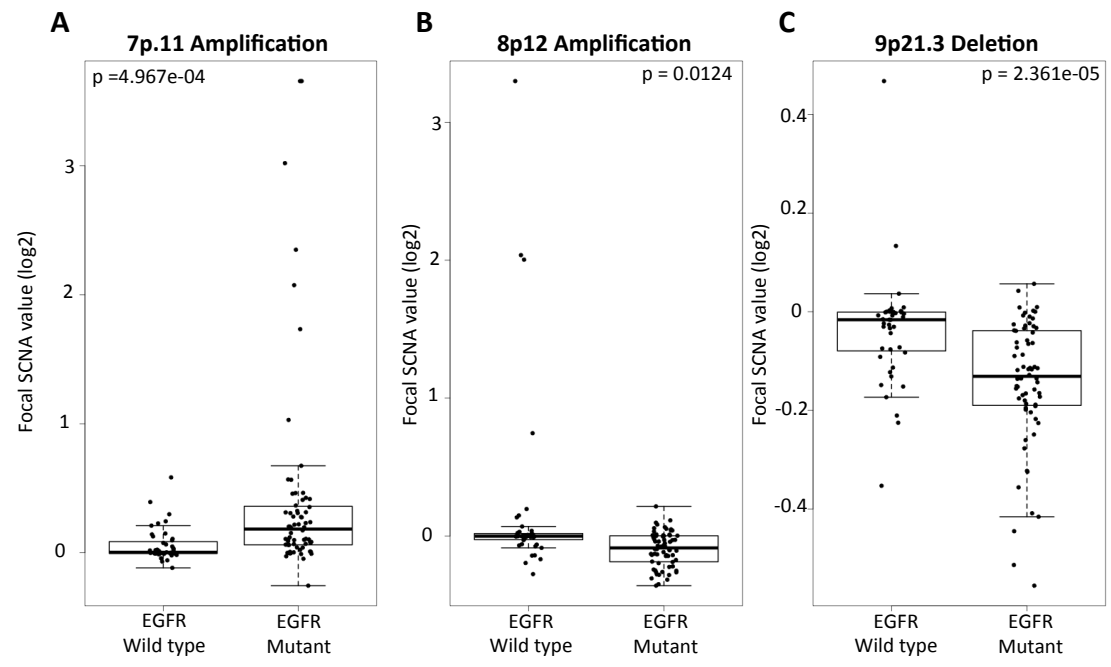 A
7p.11 Amplification
p =4.967e-04
Focal SCNA value (log2)
3
2
1
0
EGFR
Wild type
EGFR
Mutant
B
8p12 Amplification
p = 0.0124
Focal SCNA value (log2)
3
2
1
0
EGFR
Wild type
EGFR
Mutant
C
9p21.3 Deletion
p = 2.361e-05
Focal SCNA value (log2)
0.4
0.2
0
-0.2
-0.4
EGFR
Wild type
EGFR
Mutant